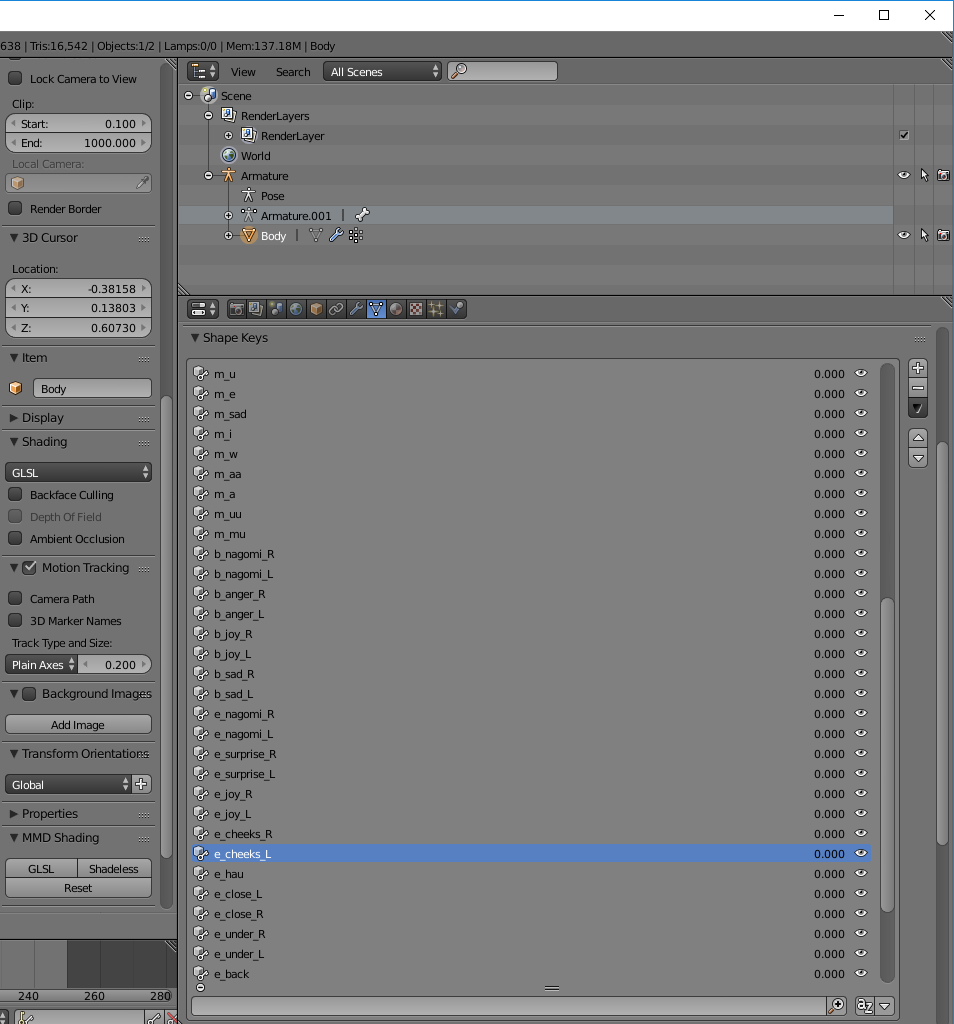 638 | Tris:16,542 | Objects:1/2 | Lamps:0/0 | Mem:137.18M | Body
Lock Camera to View
Clip:
Start: 0.100
End: 1000.000
Local Camera:
Render Border
3D Cursor
Location:
X: -0.38158
Y: 0.13803
Z: 0.60730
Item
Body
Display
Shading
GLSL
Backface Culling
Depth Of Field
Ambient Occlusion
Motion Tracking
Camera Path
3D Marker Names
Track Type and Size:
Plain Axes 0.200
Background Images
Add Image
Transform Orientations
Global
Properties
MMD Shading
GLSL Shadeless
Reset
240 260 280
View Search All Scenes
Scene
RenderLayers
RenderLayer
World
Armature
Pose
Armature.001
Body
Shape Keys
m_u 0.000
m_e 0.000
m_sad 0.000
m_i 0.000
m_w 0.000
m_aa 0.000
m_a 0.000
m_uu 0.000
m_mu 0.000
b_nagomi_R 0.000
b_nagomi_L 0.000
b_anger_R 0.000
b_anger_L 0.000
b_joy_R 0.000
b_joy_L 0.000
b_sad_R 0.000
b_sad_L 0.000
e_nagomi_R 0.000
e_nagomi_L 0.000
e_surprise_R 0.000
e_surprise_L 0.000
e_joy_R 0.000
e_joy_L 0.000
e_cheeks_R 0.000
e_cheeks_L 0.000
e_hau 0.000
e_close_L 0.000
e_close_R 0.000
e_under_R 0.000
e_under_L 0.000
e_back 0.000
az